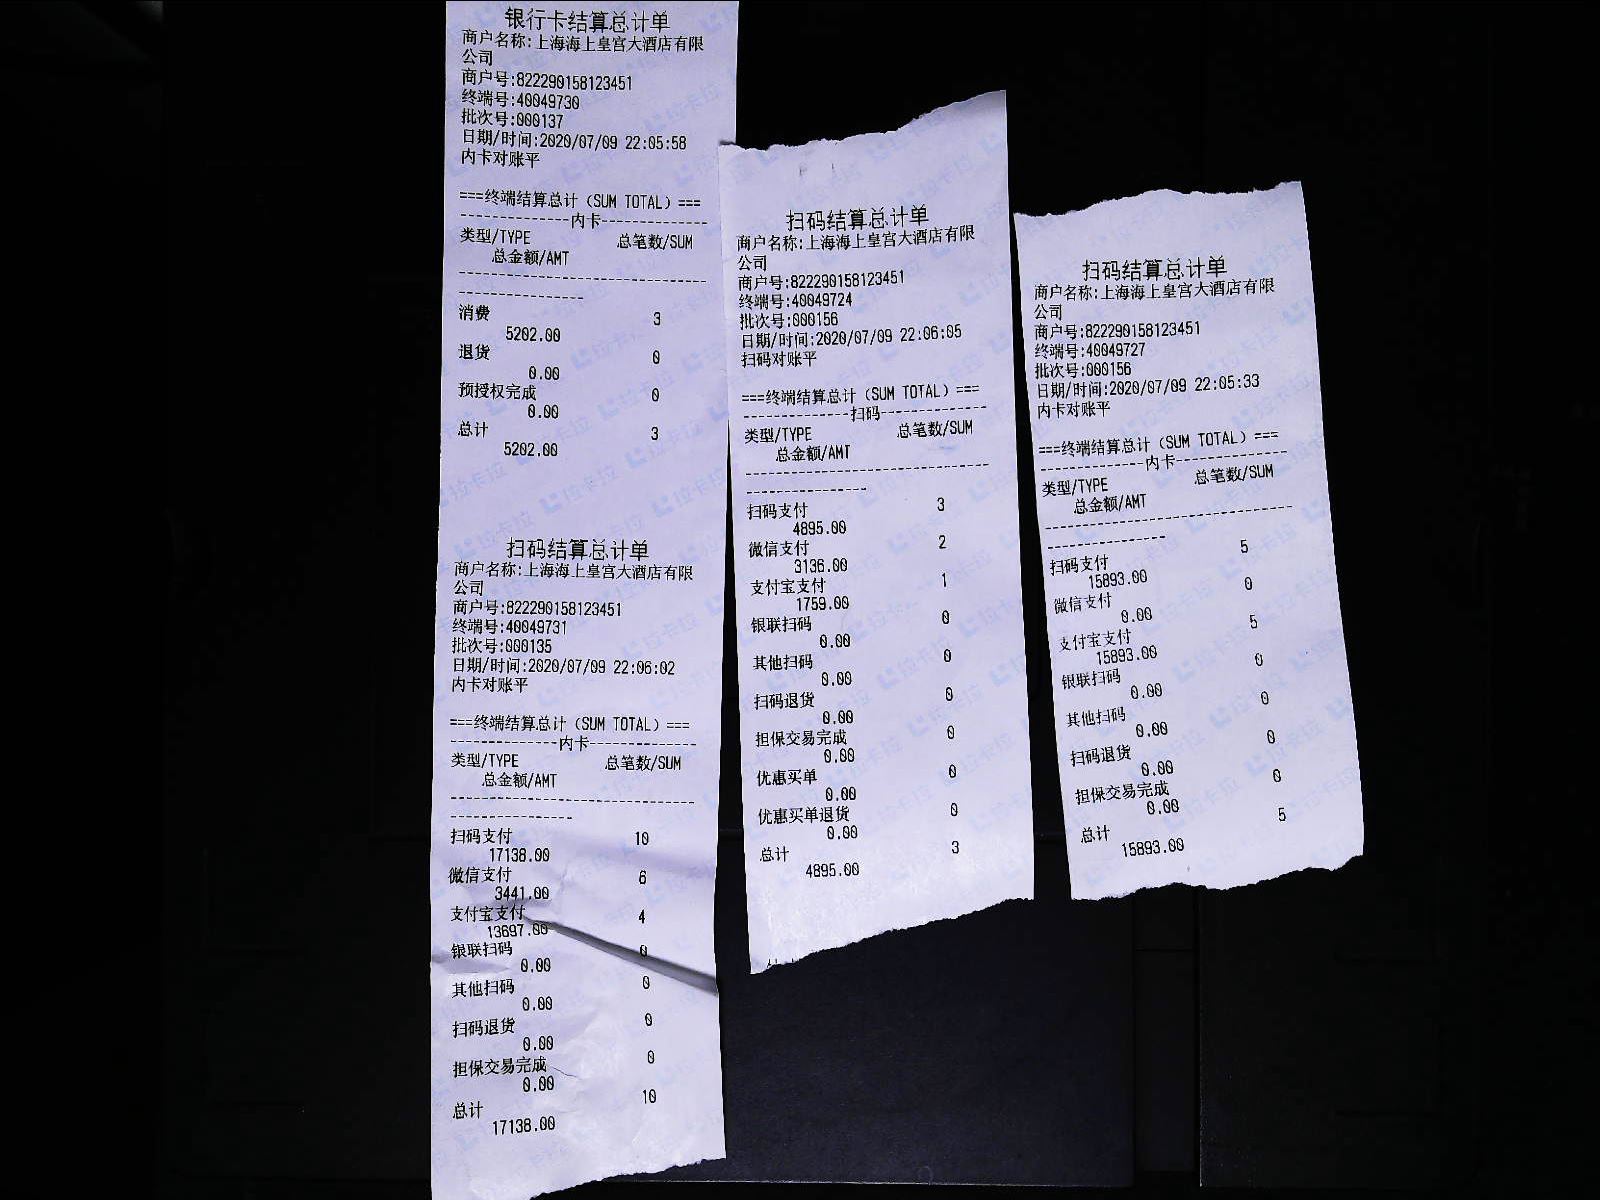 银行卡结算总计单
商户名称:上海海上皇宫大酒店有限
公司
商户号:822290158123451
终端号:40049730
批次号:000137
日期/时间:2020/07/09 22:05:58
内卡对账平
===终端结算总计(SUM TOTAL)===
---------------内卡---------------
类型/TYPE 总笔数/SUM
总金额/AMT
消费 3
5202.00
退货 0
0.00
预授权完成 0
0.00
总计 3
5202.00
扫码结算总计单
商户名称:上海海上皇宫大酒店有限
公司
商户号:822290158123451
终端号:40049731
批次号:000135
日期/时间:2020/07/09 22:06:02
内卡对账平
===终端结算总计(SUM TOTAL)===
---------------内卡---------------
类型/TYPE 总笔数/SUM
总金额/AMT
扫码支付 10
17138.00
微信支付 6
3441.00
支付宝支付 4
13697.00
银联扫码 0
0.00
其他扫码 0
0.00
扫码退货 0
0.00
担保交易完成 0
0.00
总计 10
17138.00
扫码结算总计单
商户名称:上海海上皇宫大酒店有限
公司
商户号:822290158123451
终端号:40049724
批次号:000156
日期/时间:2020/07/09 22:06:05
扫码对账平
===终端结算总计(SUM TOTAL)===
---------------扫码---------------
类型/TYPE 总笔数/SUM
总金额/AMT
扫码支付 3
4895.00
微信支付 2
3136.00
支付宝支付 1
1759.00
银联扫码 0
0.00
其他扫码 0
0.00
扫码退货 0
0.00
担保交易完成 0
0.00
优惠买单 0
0.00
优惠买单退货 0
0.00
总计 3
4895.00
扫码结算总计单
商户名称:上海海上皇宫大酒店有限
公司
商户号:822290158123451
终端号:40049727
批次号:000156
日期/时间:2020/07/09 22:05:33
内卡对账平
===终端结算总计(SUM TOTAL)===
---------------内卡---------------
类型/TYPE 总笔数/SUM
总金额/AMT
扫码支付 5
15893.00
微信支付 0
0.00
支付宝支付 5
15893.00
银联扫码 0
0.00
其他扫码 0
0.00
扫码退货 0
0.00
担保交易完成 0
0.00
总计 5
15893.00